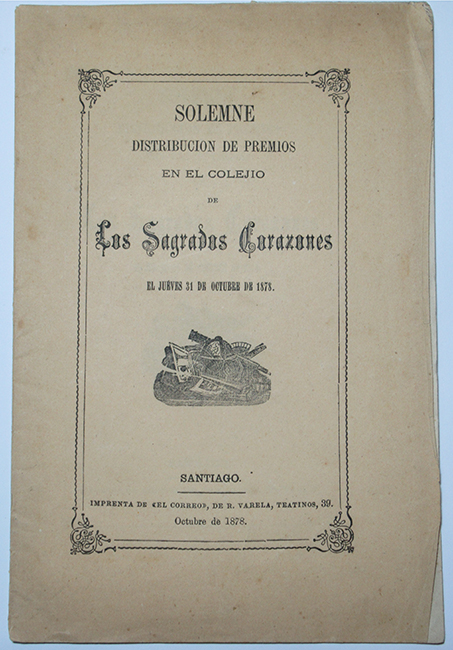 SOLEMNE
DISTRIBUCION DE PREMIOS
EN EL COLEJIO
DE
Los Sagrados Corazones
EL JUÉVES 31 DE OCTUBRE DE 1878.
SANTIAGO.
IMPRENTA DE «EL CORREO», DE R. VARELA, TEATINOS, 39.
Octubre de 1878.